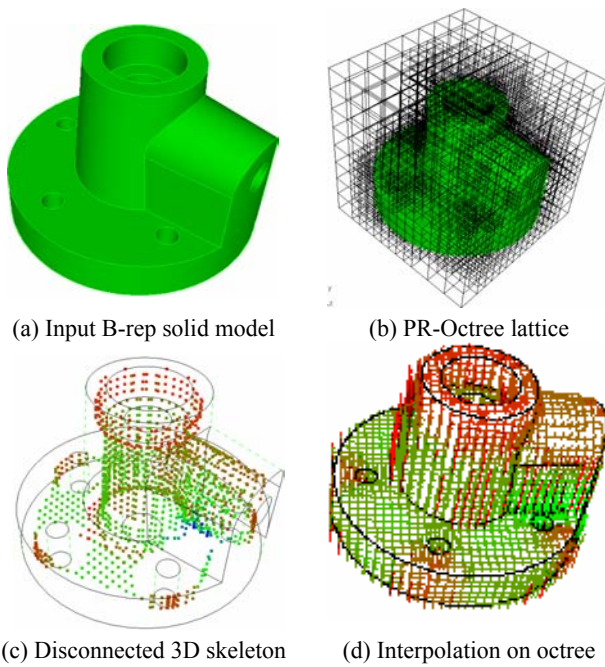 (a) Input B-rep solid model
(b) PR-Octree lattice
(c) Disconnected 3D skeleton
(d) Interpolation on octree